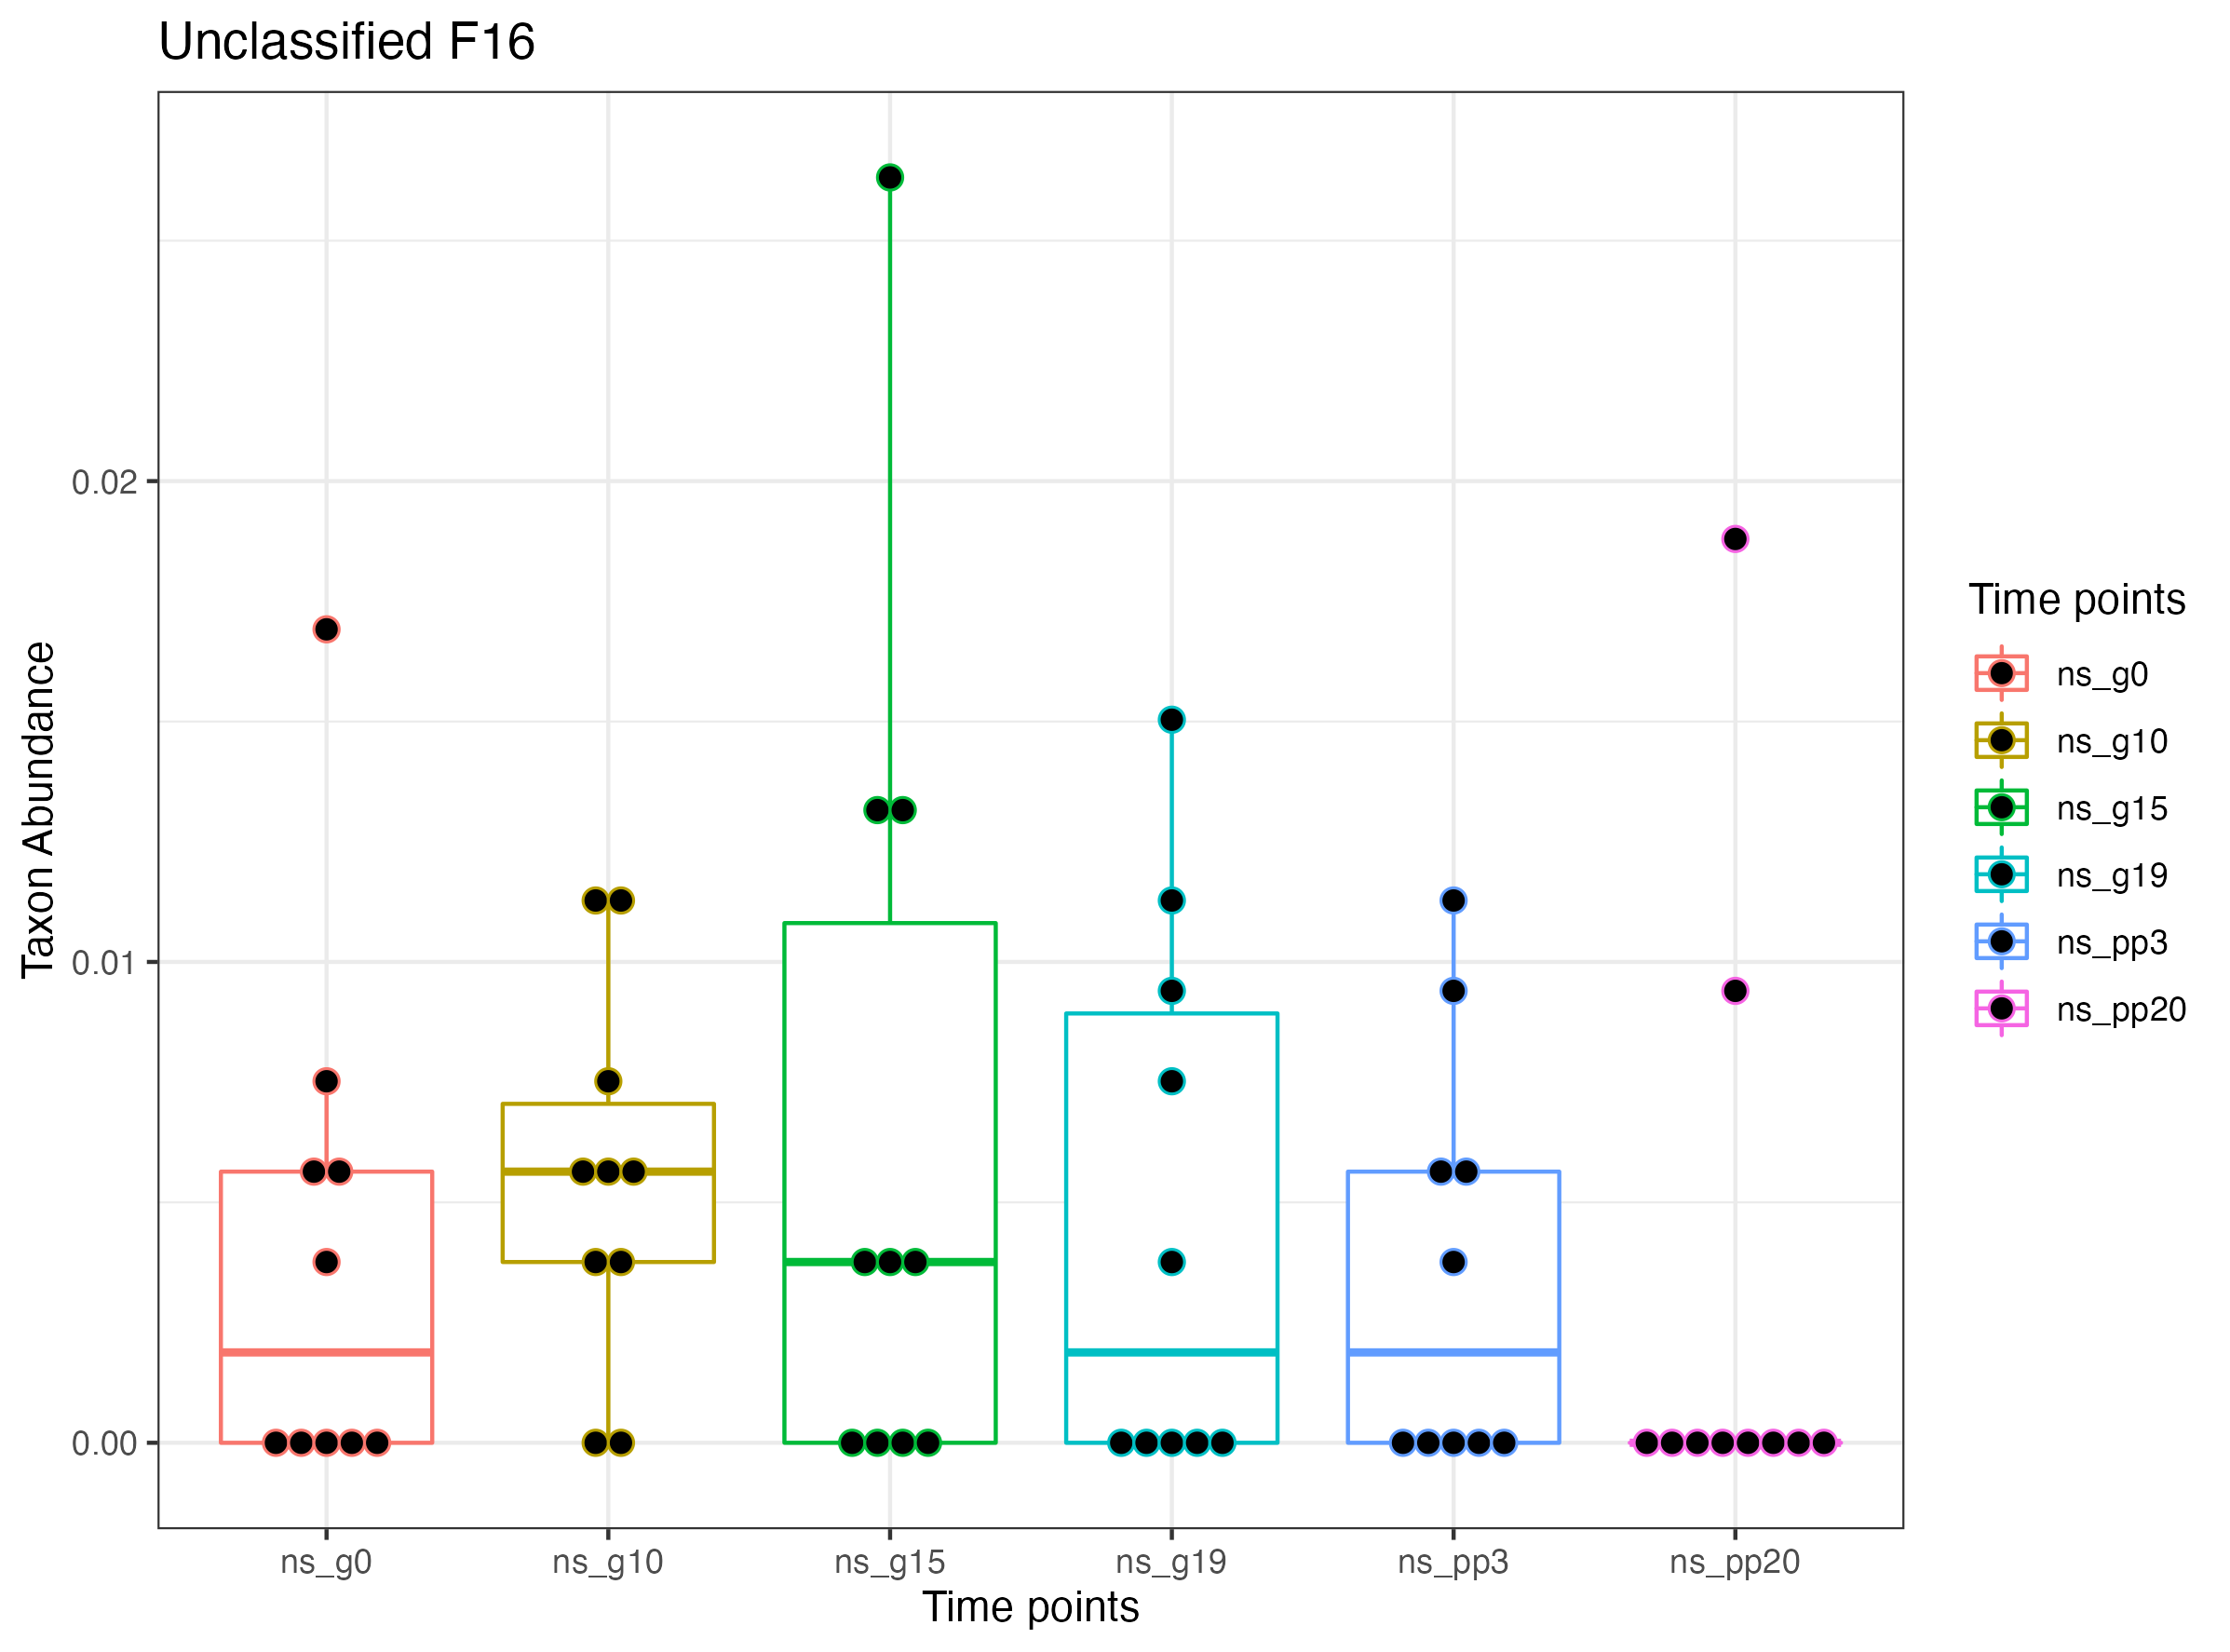 Unclassified F16
Taxon Abundance
0.02
0.01
0.00
ns_g0
ns_g10
ns_g15
ns_g19
ns_pp3
ns_pp20
Time points
Time points
ns_g0
ns_g10
ns_g15
ns_g19
ns_pp3
ns_pp20